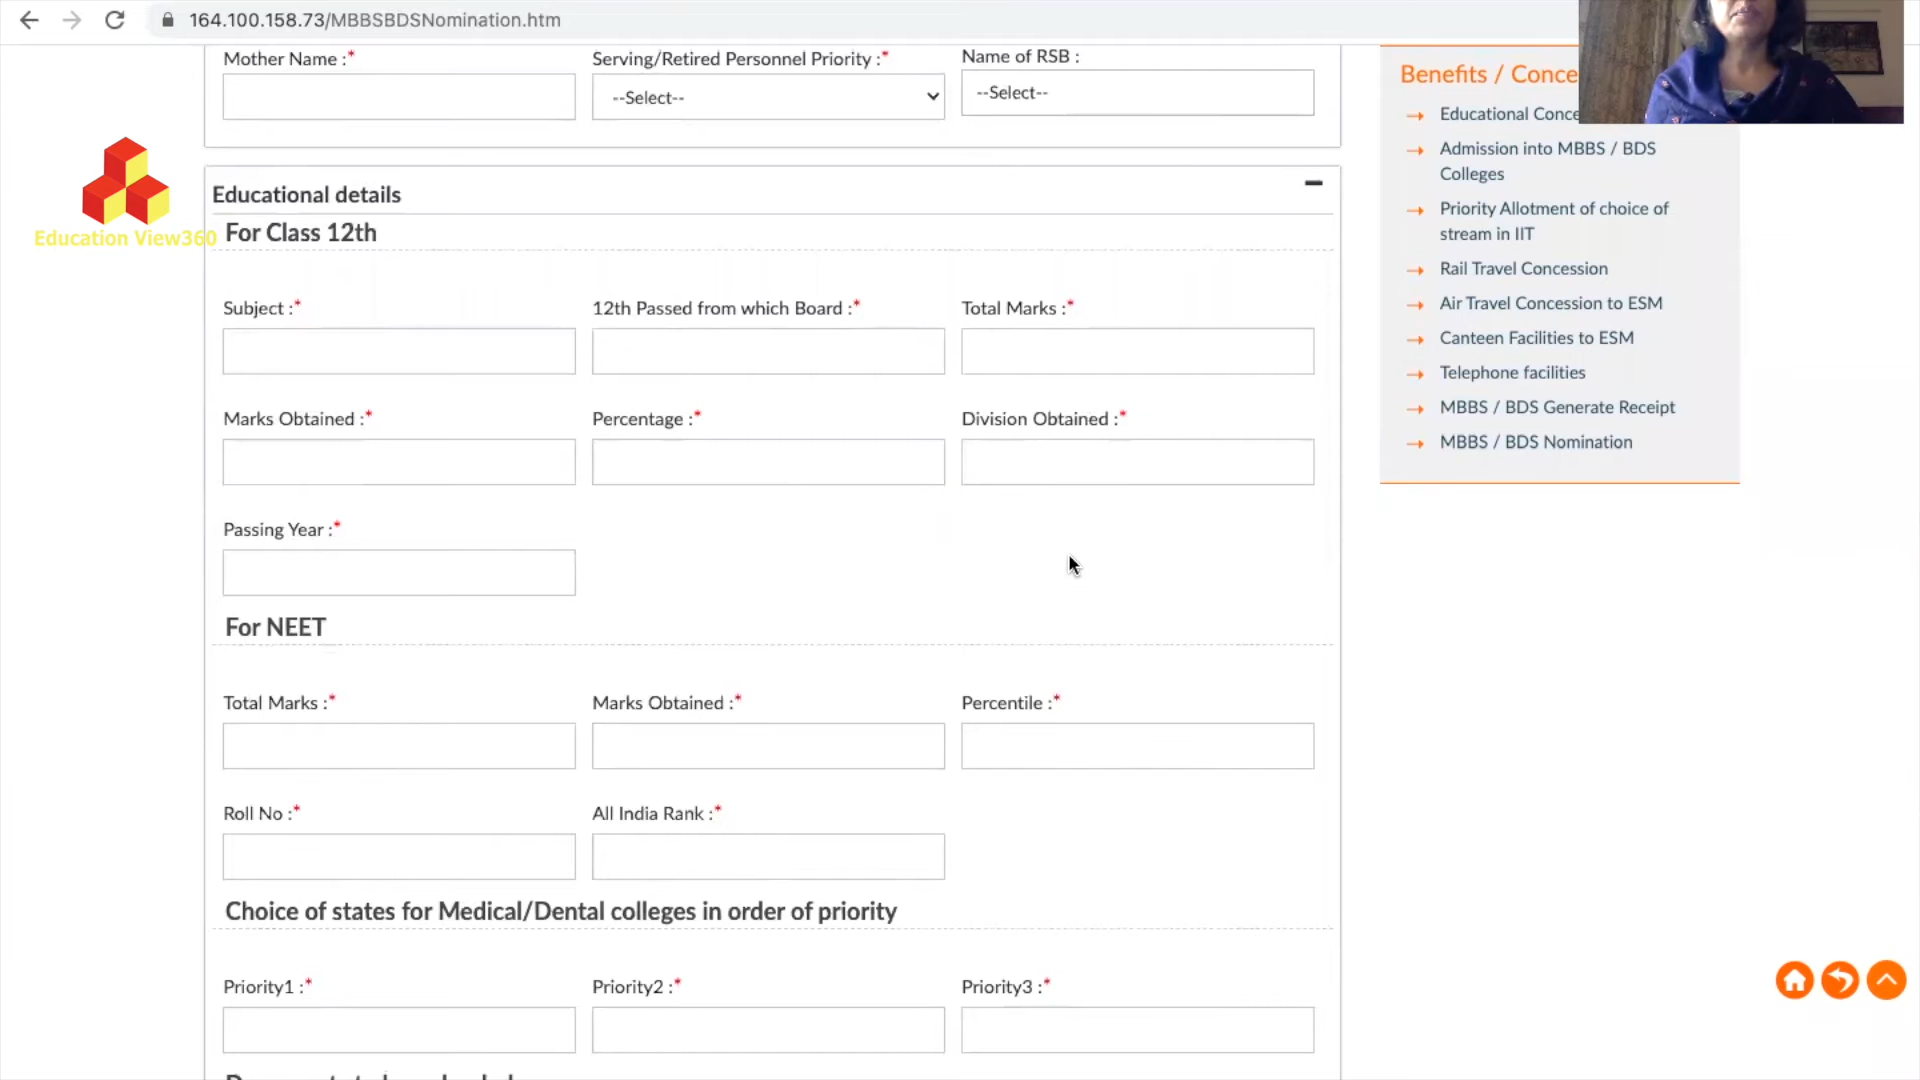 164.100.158.73/MBBSBDSNomination.htm
Mother Name :*
Serving/Retired Personnel Priority :*
Name of RSB :
--Select--
--Select--
Educational details
For Class 12th
Subject :*
12th Passed from which Board :*
Total Marks :*
Marks Obtained :*
Percentage :*
Division Obtained :*
Passing Year :*
For NEET
Total Marks :*
Marks Obtained :*
Percentile :*
Roll No :*
All India Rank :*
Choice of states for Medical/Dental colleges in order of priority
Priority1 :*
Priority2 :*
Priority3 :*
Education View360
Benefits / Conce
Educational Conce
Admission into MBBS / BDS
Colleges
Priority Allotment of choice of
stream in IIT
Rail Travel Concession
Air Travel Concession to ESM
Canteen Facilities to ESM
Telephone facilities
MBBS / BDS Generate Receipt
MBBS / BDS Nomination